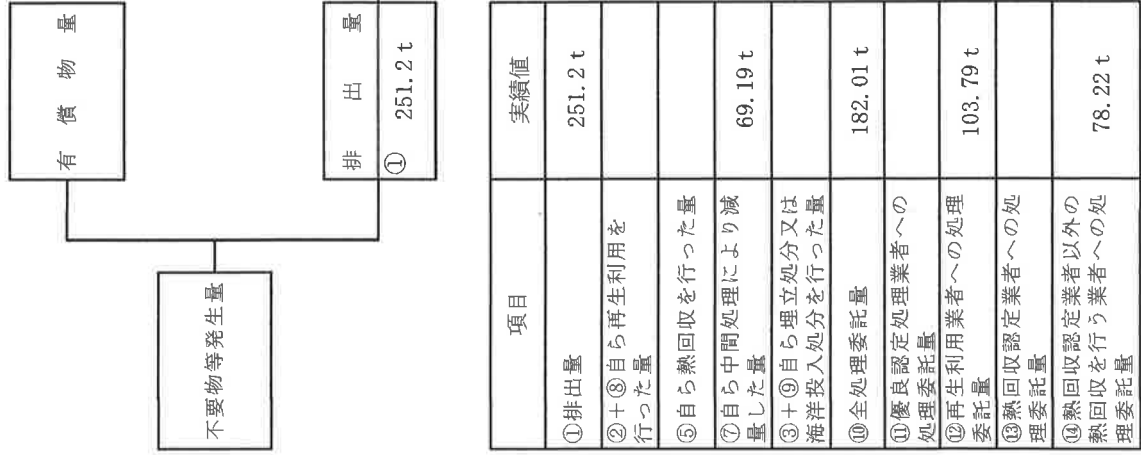 不要物等発生量
有償物量
排出量
① 251.2 t
項目 実績値
①排出量 251.2 t
②+⑧自ら再生利用を
行った量
⑤自ら熱回収を行った量
⑦自ら中間処理により減
量した量 69.19 t
③+⑨自ら埋立処分又は
海洋投入処分を行った量
⑩全処理委託量 182.01 t
⑪優良認定処理業者への
処理委託量
⑫再生利用業者への処理
委託量 103.79 t
⑬熱回収認定業者への処
理委託量
⑭熱回収認定業者以外の
熱回収を行う業者への処
理委託量 78.22 t